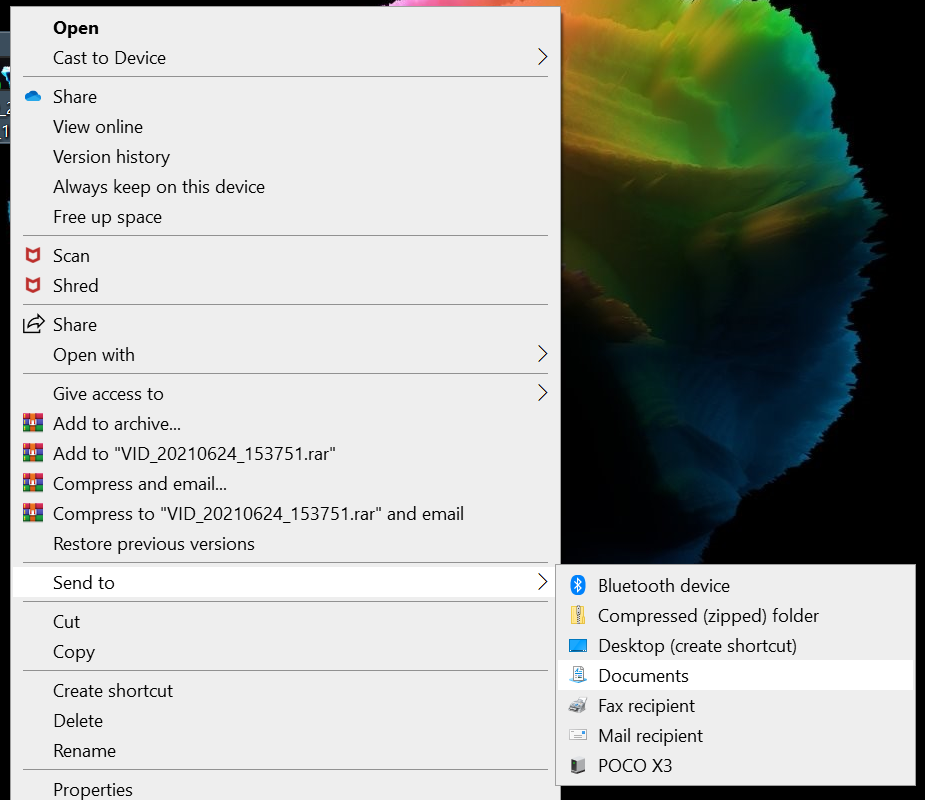 Open
Cast to Device
Share
View online
Version history
Always keep on this device
Free up space
Scan
Shred
Share
Open with
Give access to
Add to archive...
Add to "VID_20210624_153751.rar"
Compress and email...
Compress to "VID_20210624_153751.rar" and email
Restore previous versions
Send to
Cut
Copy
Create shortcut
Delete
Rename
Properties
Bluetooth device
Compressed (zipped) folder
Desktop (create shortcut)
Documents
Fax recipient
Mail recipient
POCO X3